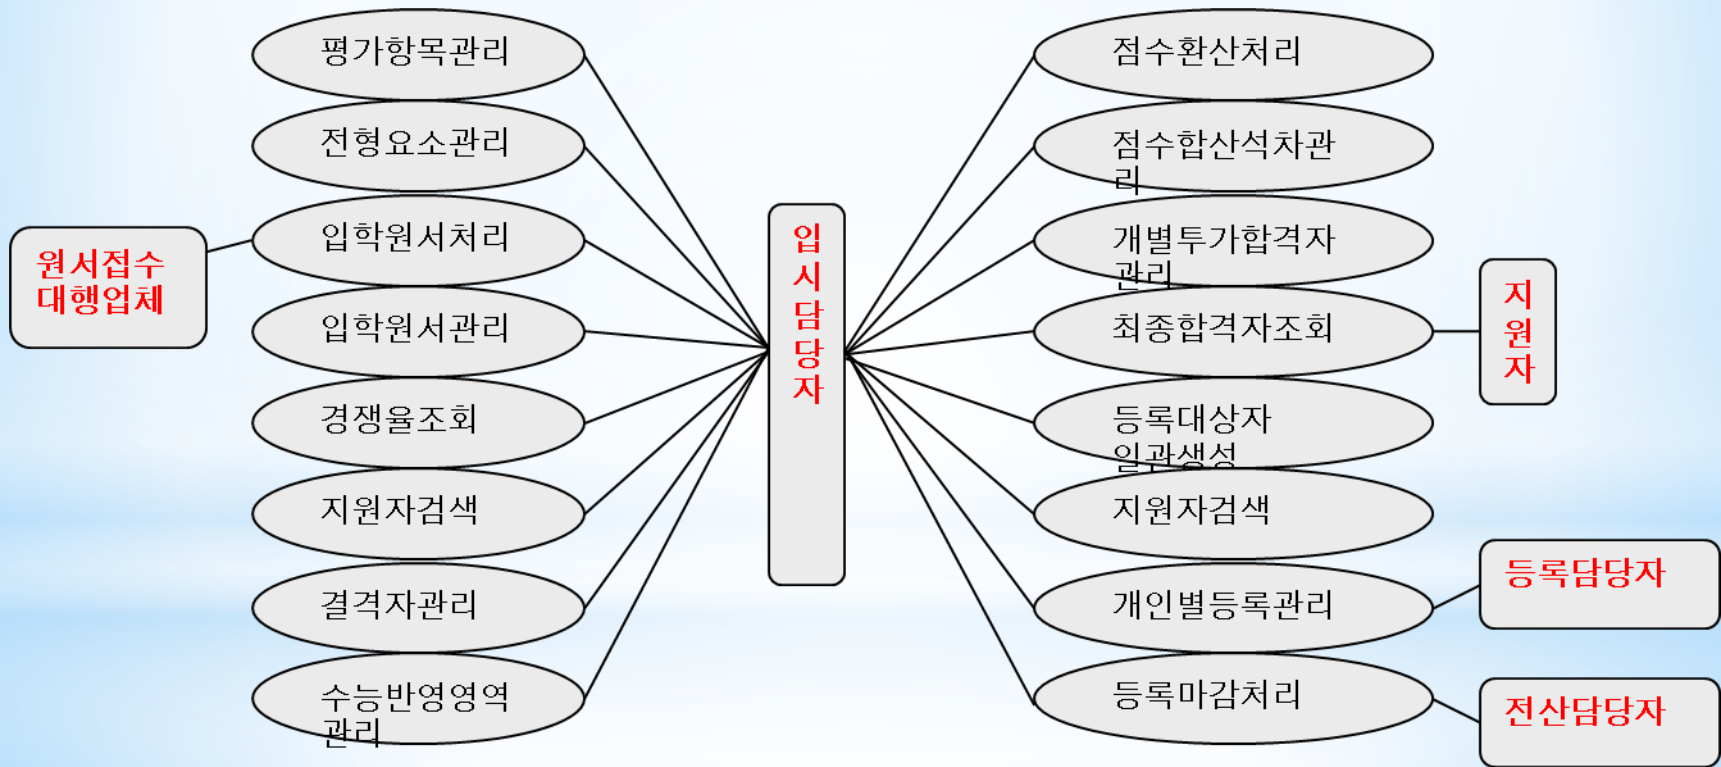 평가항목관리
전형요소관리
입학원서처리
입학원서관리
경쟁율조회
지원자검색
결격자관리
수능반영영역
관리
원서접수
대행업체
입
시
담
당
자
점수환산처리
점수합산석차관
리
개별투가합격자
관리
최종합격자조회
등록대상자
일괄생성
지원자검색
개인별등록관리
등록마감처리
지
원
자
등록담당자
전산담당자